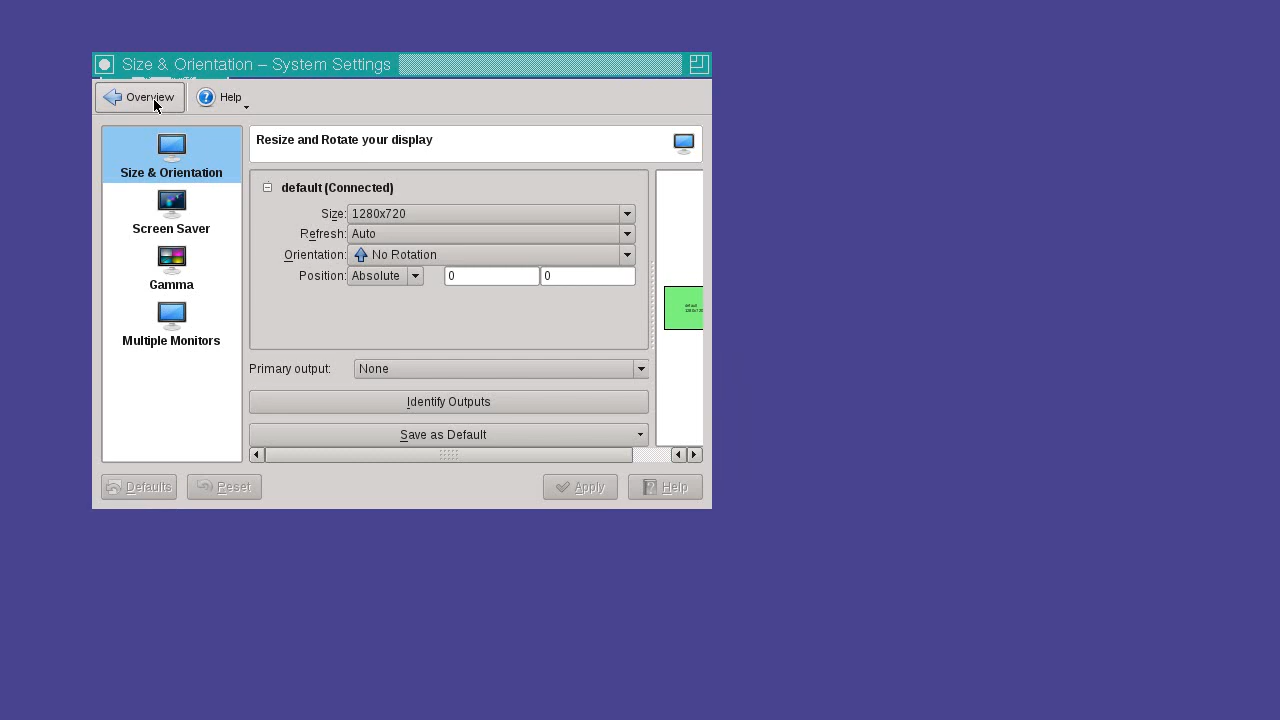 Size & Orientation – System Settings
Overview
Help
Size & Orientation
Screen Saver
Gamma
Multiple Monitors
Resize and Rotate your display
default (Connected)
Size: 1280x720
Refresh: Auto
Orientation: No Rotation
Position: Absolute 0 0
default
1280x720
Primary output: None
Identify Outputs
Save as Default
Defaults
Reset
Apply
Help